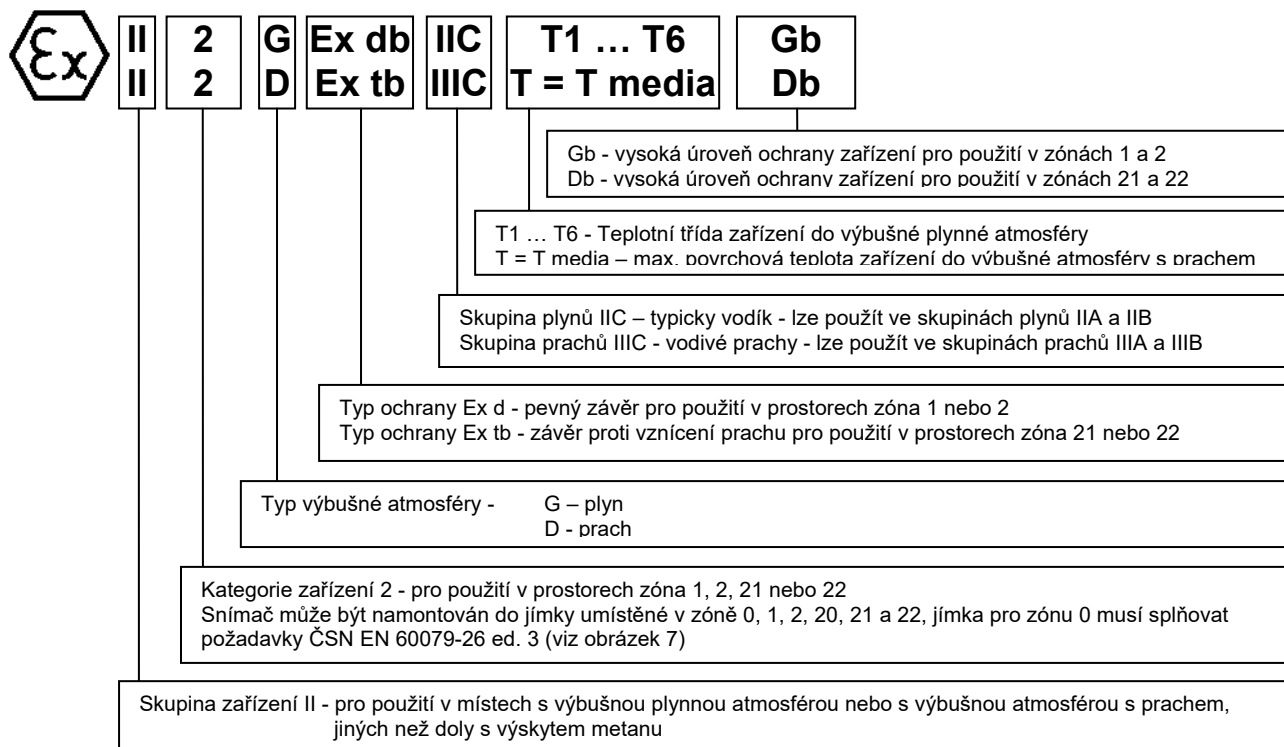 Ex II 2 G Ex db IIC T1 … T6 Gb
II 2 D Ex tb IIIC T = T media Db
Gb - vysoká úroveň ochrany zařízení pro použití v zónách 1 a 2
Db - vysoká úroveň ochrany zařízení pro použití v zónách 21 a 22
T1 … T6 - Teplotní třída zařízení do výbušné plynné atmosféry
T = T media – max. povrchová teplota zařízení do výbušné atmosféry s prachem
Skupina plynů IIC – typicky vodík - lze použít ve skupinách plynů IIA a IIB
Skupina prachů IIIC - vodivé prachy - lze použít ve skupinách prachů IIIA a IIIB
Typ ochrany Ex d - pevný závěr pro použití v prostorech zóna 1 nebo 2
Typ ochrany Ex tb - závěr proti vznícení prachu pro použití v prostorech zóna 21 nebo 22
Typ výbušné atmosféry - G – plyn
D - prach
Kategorie zařízení 2 - pro použití v prostorech zóna 1, 2, 21 nebo 22
Snímač může být namontován do jímky umístěné v zóně 0, 1, 2, 20, 21 a 22, jímka pro zónu 0 musí splňovat
požadavky ČSN EN 60079-26 ed. 3 (viz obrázek 7)
Skupina zařízení II - pro použití v místech s výbušnou plynnou atmosférou nebo s výbušnou atmosférou s prachem,
jiných než doly s výskytem metanu